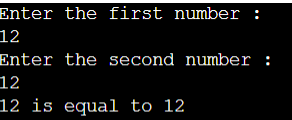 Enter the first number :
12
Enter the second number :
12
12 is equal to 12